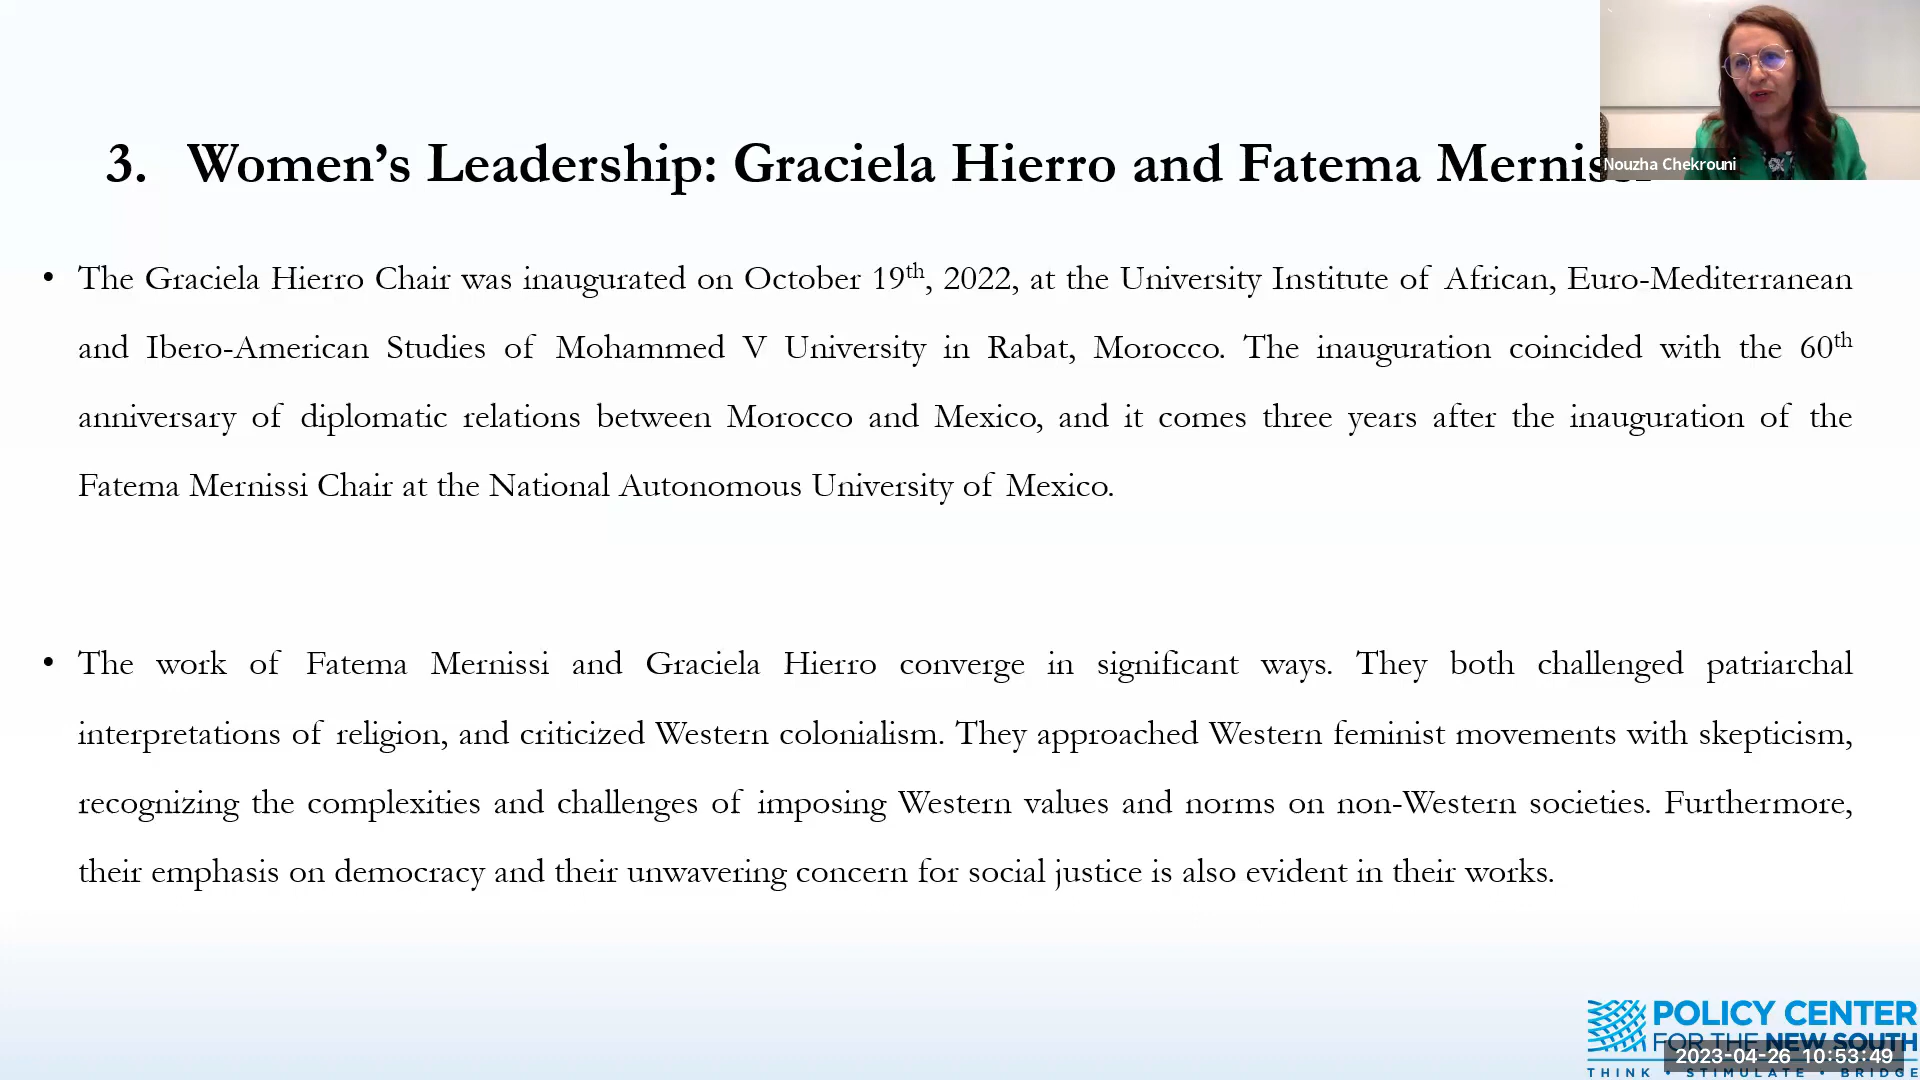 Nouzha Chekrouni
3. Women's Leadership: Graciela Hierro and Fatema Mernissi
• The Graciela Hierro Chair was inaugurated on October 19th, 2022, at the University Institute of African, Euro-Mediterranean
and Ibero-American Studies of Mohammed V University in Rabat, Morocco. The inauguration coincided with the 60th
anniversary of diplomatic relations between Morocco and Mexico, and it comes three years after the inauguration of the
Fatema Mernissi Chair at the National Autonomous University of Mexico.
• The work of Fatema Mernissi and Graciela Hierro converge in significant ways. They both challenged patriarchal
interpretations of religion, and criticized Western colonialism. They approached Western feminist movements with skepticism,
recognizing the complexities and challenges of imposing Western values and norms on non-Western societies. Furthermore,
their emphasis on democracy and their unwavering concern for social justice is also evident in their works.
POLICY CENTER
FOR THE NEW SOUTH
2023-04-26 10:53:49
THINK • STIMULATE • BRIDGE